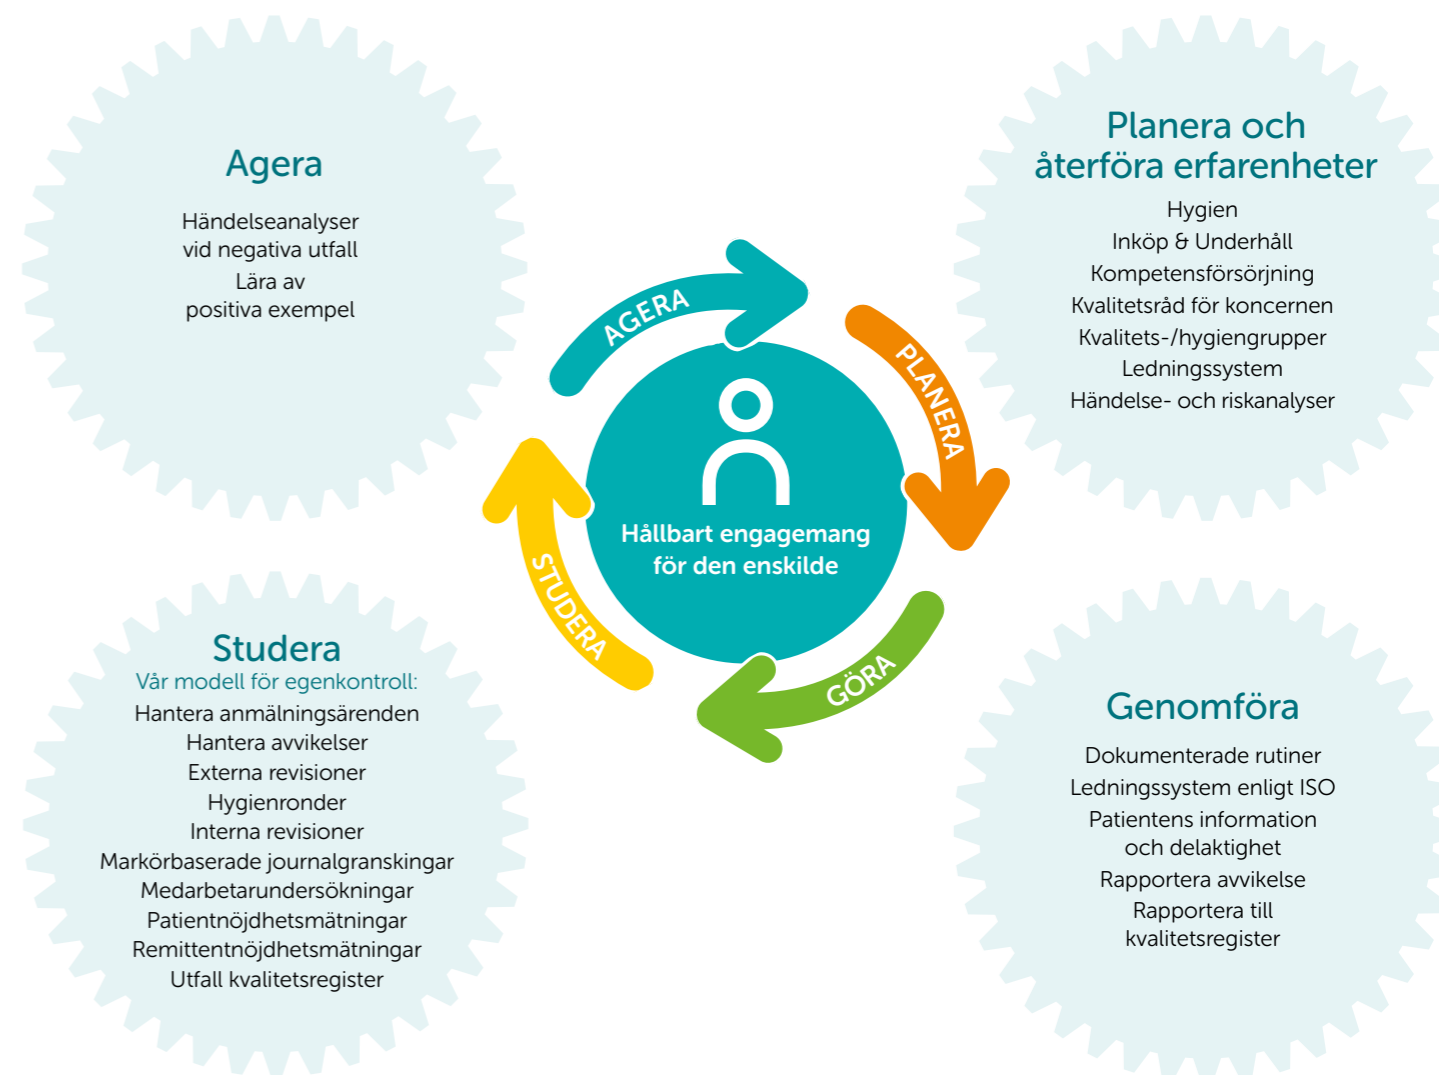 Agera
Händelseanalyser
vid negativa utfall
Lära av
positiva exempel
Planera och
återföra erfarenheter
Hygien
Inköp & Underhåll
Kompetensförsörjning
Kvalitetsråd för koncernen
Kvalitets-/hygiengrupper
Ledningssystem
Händelse- och riskanalyser
AGERA
PLANERA
GÖRA
STUDERA
Hållbart engagemang
för den enskilde
Studera
Vår modell för egenkontroll:
Hantera anmälningsärenden
Hantera avvikelser
Externa revisioner
Hygienronder
Interna revisioner
Markörbaserade journalgranskingar
Medarbetarundersökningar
Patientnöjdhetsmätningar
Remittentnöjdhetsmätningar
Utfall kvalitetsregister
Genomföra
Dokumenterade rutiner
Ledningssystem enligt ISO
Patientens information
och delaktighet
Rapportera avvikelse
Rapportera till
kvalitetsregister